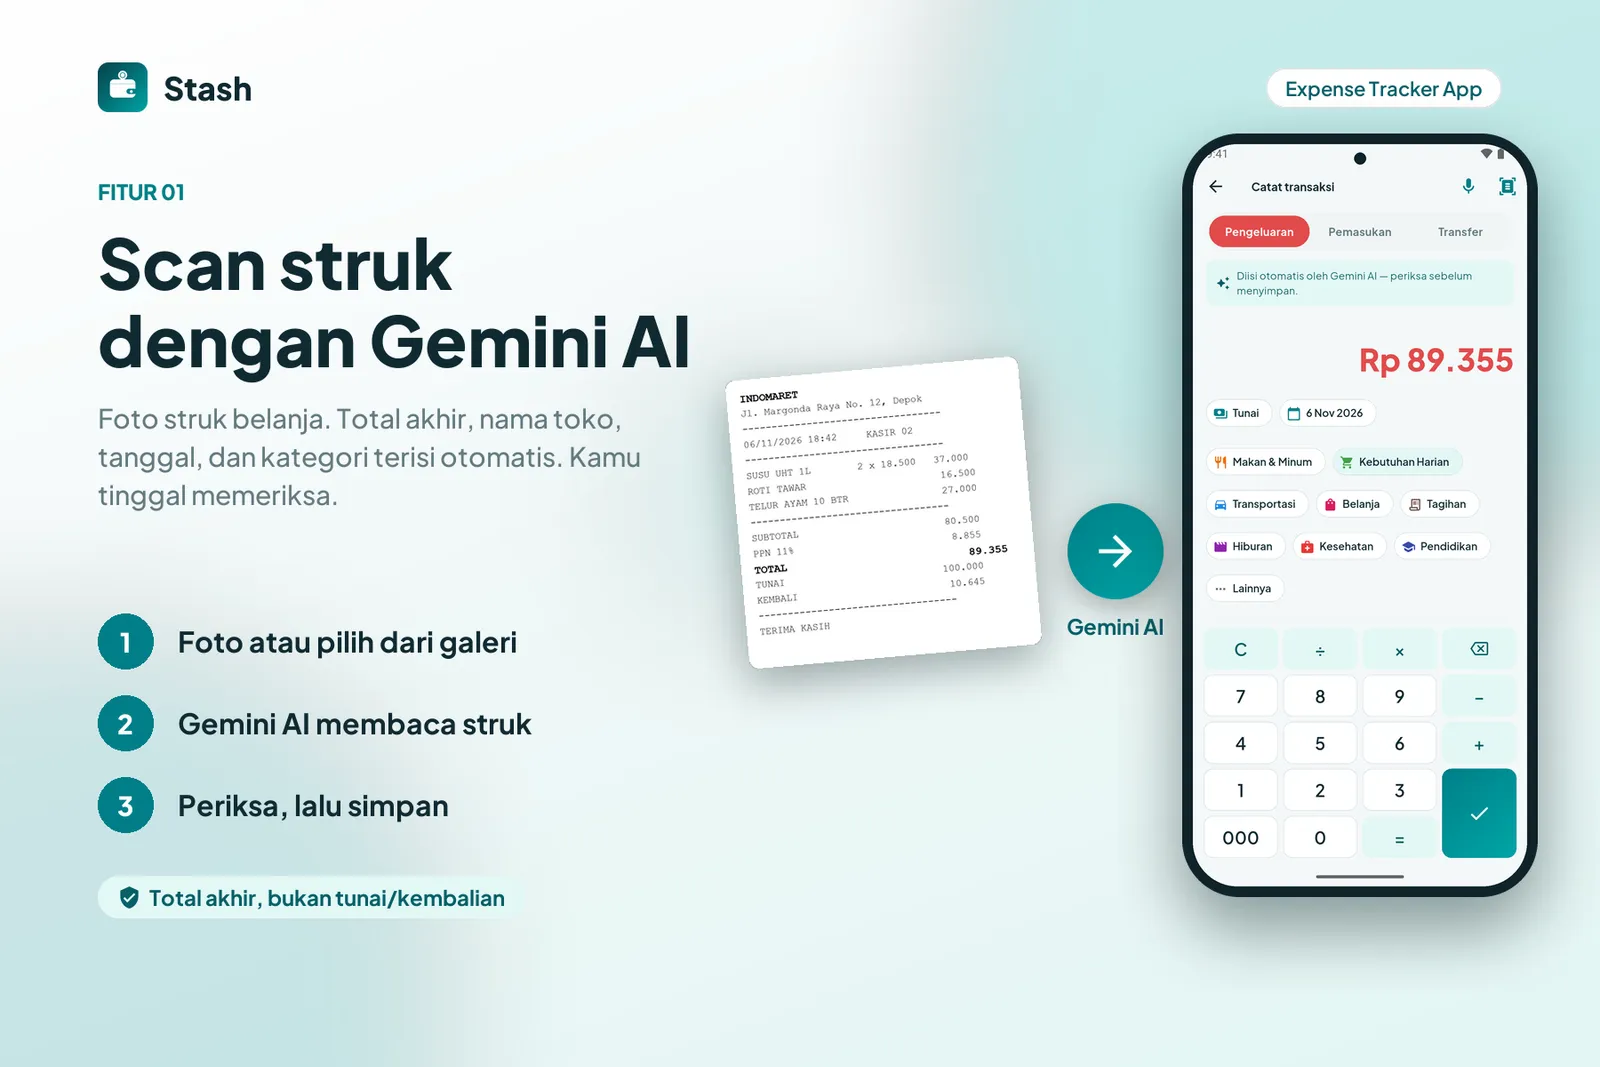 Stash
Expense Tracker App
FITUR 01
Scan struk
dengan Gemini AI
Foto struk belanja. Total akhir, nama toko,
tanggal, dan kategori terisi otomatis. Kamu
tinggal memeriksa.
1 Foto atau pilih dari galeri
2 Gemini AI membaca struk
3 Periksa, lalu simpan
Total akhir, bukan tunai/kembalian
INDOMARET
Jl. Margonda Raya No. 12, Depok
--------------------------------
06/11/2026 18:42 KASIR 02
--------------------------------
SUSU UHT 1L 2 x 18.500 37.000
ROTI TAWAR 16.500
TELUR AYAM 10 BTR 27.000
--------------------------------
SUBTOTAL 80.500
PPN 11% 8.855
TOTAL 89.355
TUNAI 100.000
KEMBALI 10.645
--------------------------------
TERIMA KASIH
Gemini AI
9:41
Catat transaksi
Pengeluaran Pemasukan Transfer
Diisi otomatis oleh Gemini AI — periksa sebelum
menyimpan.
Rp 89.355
Tunai 6 Nov 2026
Makan & Minum Kebutuhan Harian
Transportasi Belanja Tagihan
Hiburan Kesehatan Pendidikan
Lainnya
C ÷ ×
7 8 9 −
4 5 6 +
1 2 3
000 0 =